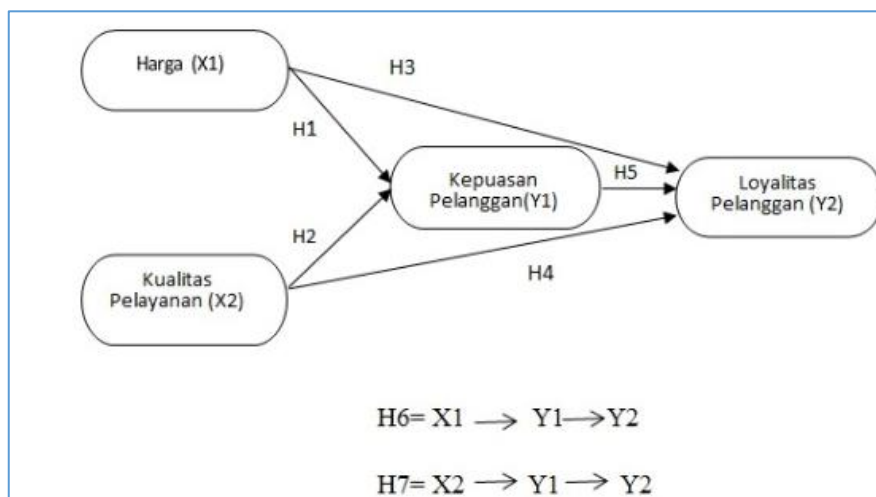 Harga (X1)
H3
H1
Kepuasan
Pelanggan(Y1)
H5
Loyalitas
Pelanggan (Y2)
H2
Kualitas
Pelayanan (X2)
H4
H6= X1 → Y1→Y2
H7= X2 → Y1 → Y2